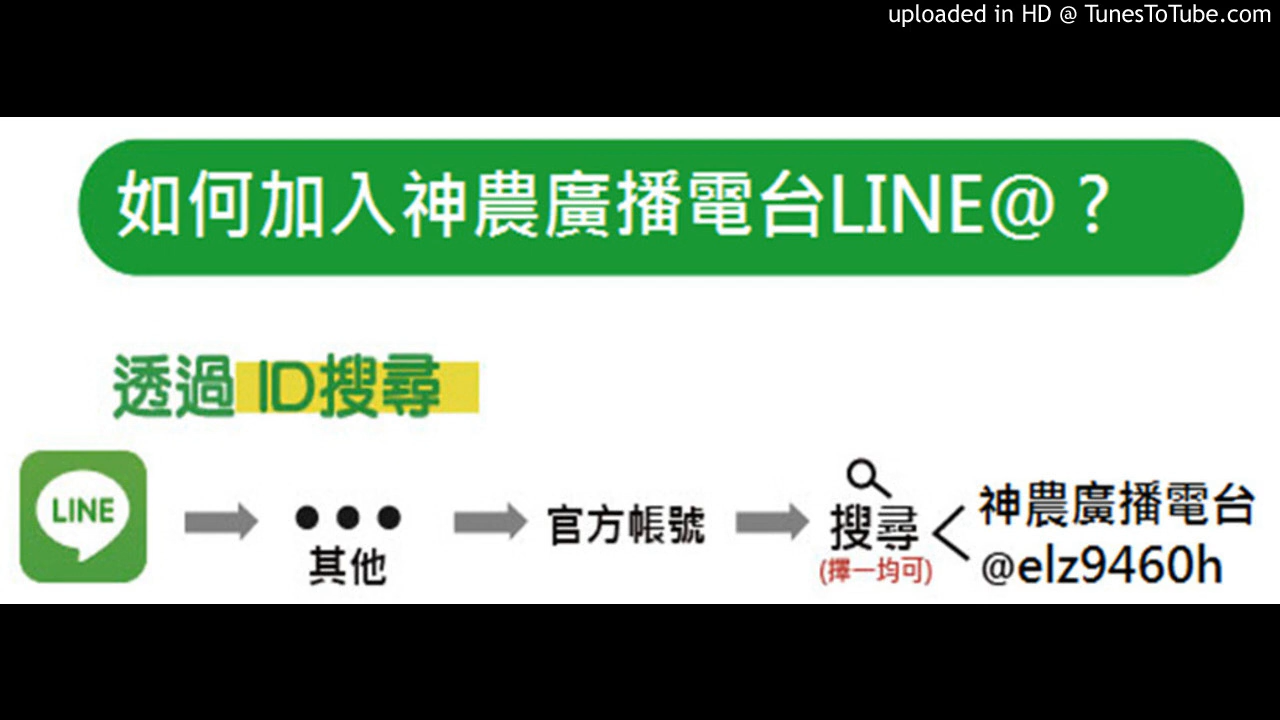 uploaded in HD @ TunesToTube.com
如何加入神農廣播電台LINE@？
透過 ID搜尋
LINE
其他
官方帳號
搜尋
(擇一均可)
神農廣播電台
@elz9460h